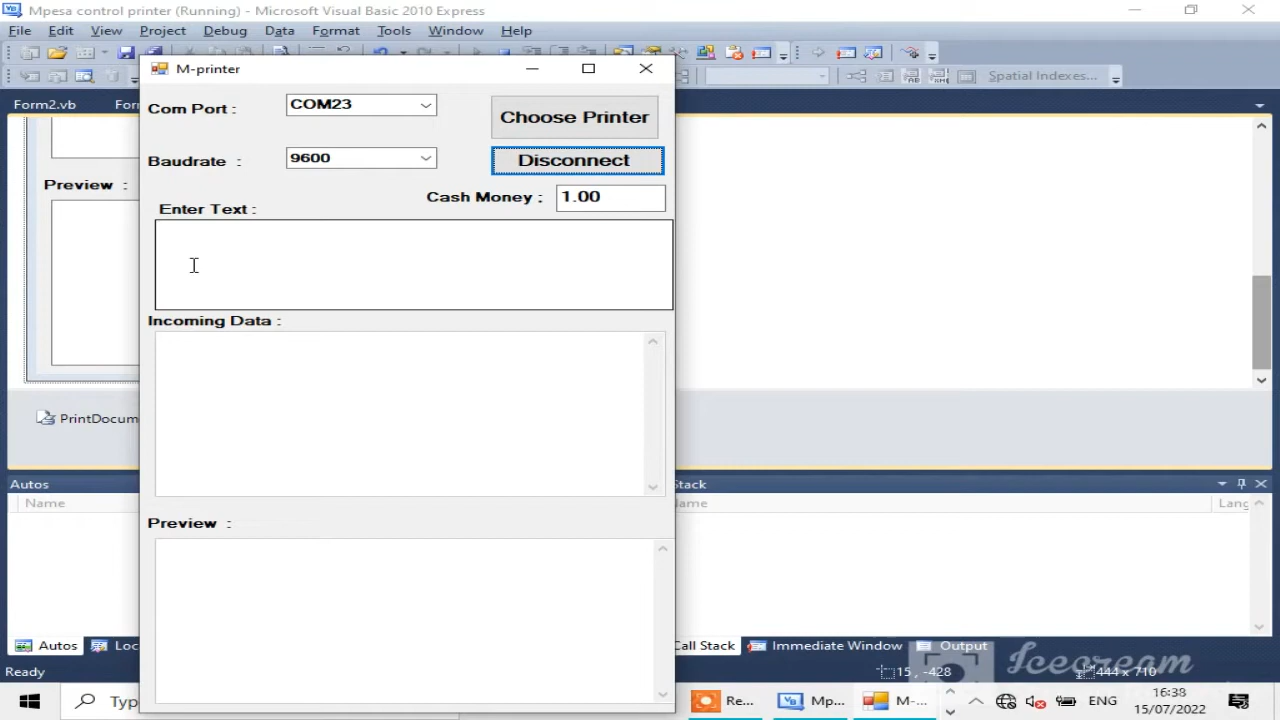 Mpesa control printer (Running) - Microsoft Visual Basic 2010 Express
File Edit View Project Debug Data Format Tools Window Help
M-printer
Spatial Indexes...
Form2.vb
Com Port :
COM23
Choose Printer
Baudrate :
9600
Disconnect
Cash Money :
1.00
Preview :
Enter Text :
Incoming Data :
PrintDocum
Autos
Stack
Name
Lang
Preview :
Autos
Call Stack
Immediate Window
Output
Icecream
Ready
15 , -428
444 x 710
Typ
Re...
Mp...
M-...
ENG
16:38
15/07/2022